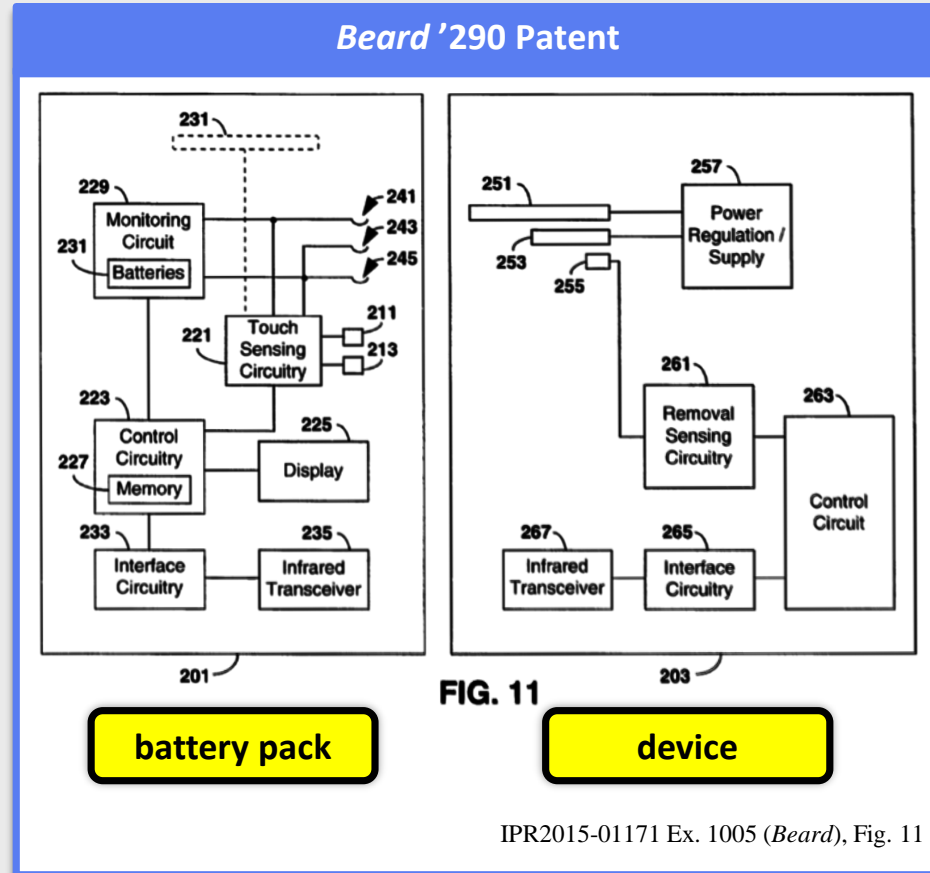 Beard ’290 Patent
231
229
241
251
257
Monitoring
Circuit
243
Power
Regulation /
Supply
231
Batteries
245
253
255
221
Touch
Sensing
Circuitry
211
213
223
225
261
263
Control
Circuitry
Display
Removal
Sensing
Circuitry
227
Memory
Control
Circuit
233
235
267
265
Interface
Circuitry
Infrared
Transceiver
Infrared
Transceiver
Interface
Circuitry
201
203
FIG. 11
battery pack
device
IPR2015-01171 Ex. 1005 (Beard), Fig. 11